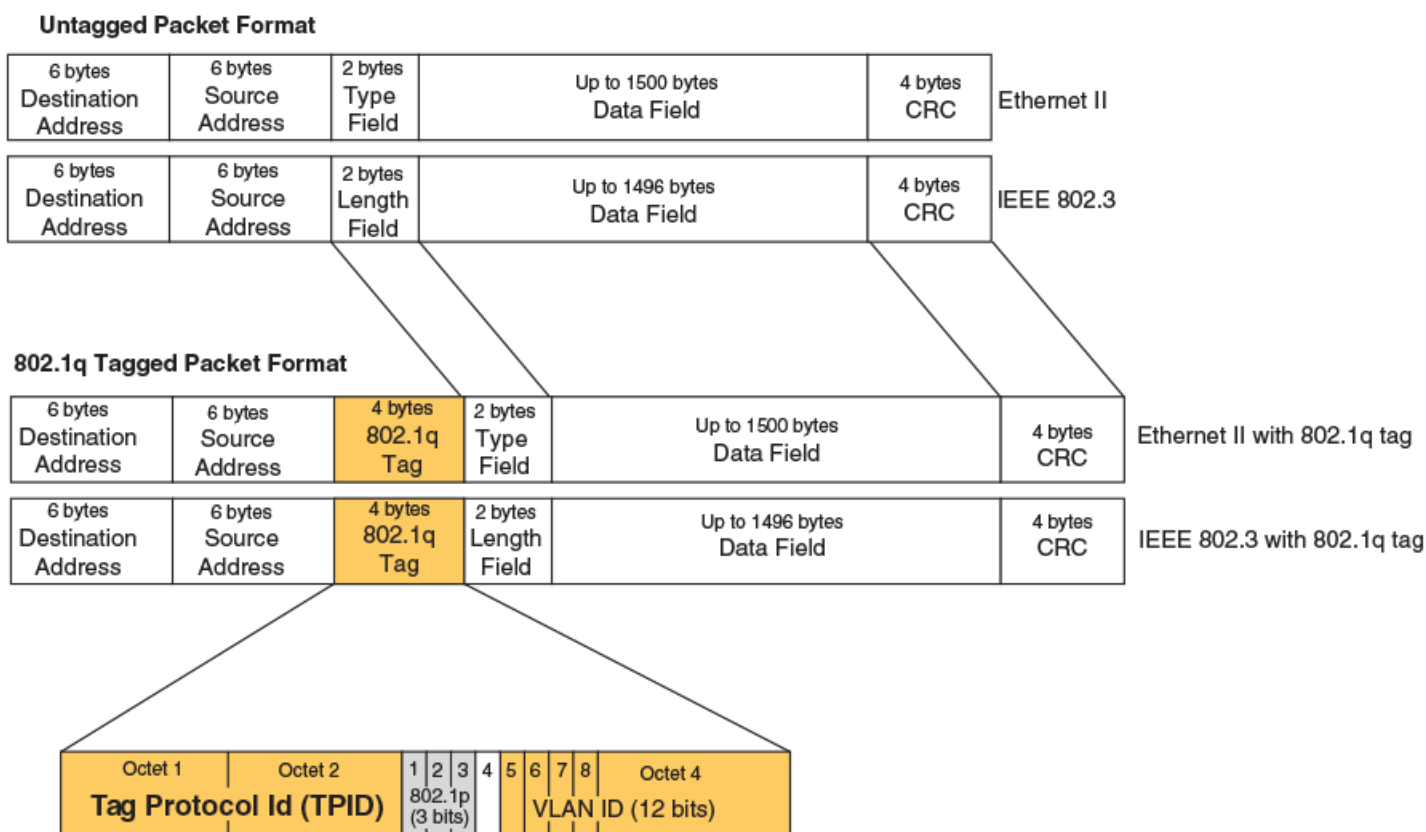 Untagged Packet Format
6 bytes
Destination
Address
6 bytes
Source
Address
2 bytes
Type
Field
Up to 1500 bytes
Data Field
4 bytes
CRC
Ethernet II
6 bytes
Destination
Address
6 bytes
Source
Address
2 bytes
Length
Field
Up to 1496 bytes
Data Field
4 bytes
CRC
IEEE 802.3
802.1q Tagged Packet Format
6 bytes
Destination
Address
6 bytes
Source
Address
4 bytes
802.1q
Tag
2 bytes
Type
Field
Up to 1500 bytes
Data Field
4 bytes
CRC
Ethernet II with 802.1q tag
6 bytes
Destination
Address
6 bytes
Source
Address
4 bytes
802.1q
Tag
2 bytes
Length
Field
Up to 1496 bytes
Data Field
4 bytes
CRC
IEEE 802.3 with 802.1q tag
Octet 1
Octet 2
1 2 3 4 5 6 7 8
Octet 4
Tag Protocol Id (TPID)
802.1p
(3 bits)
VLAN ID (12 bits)